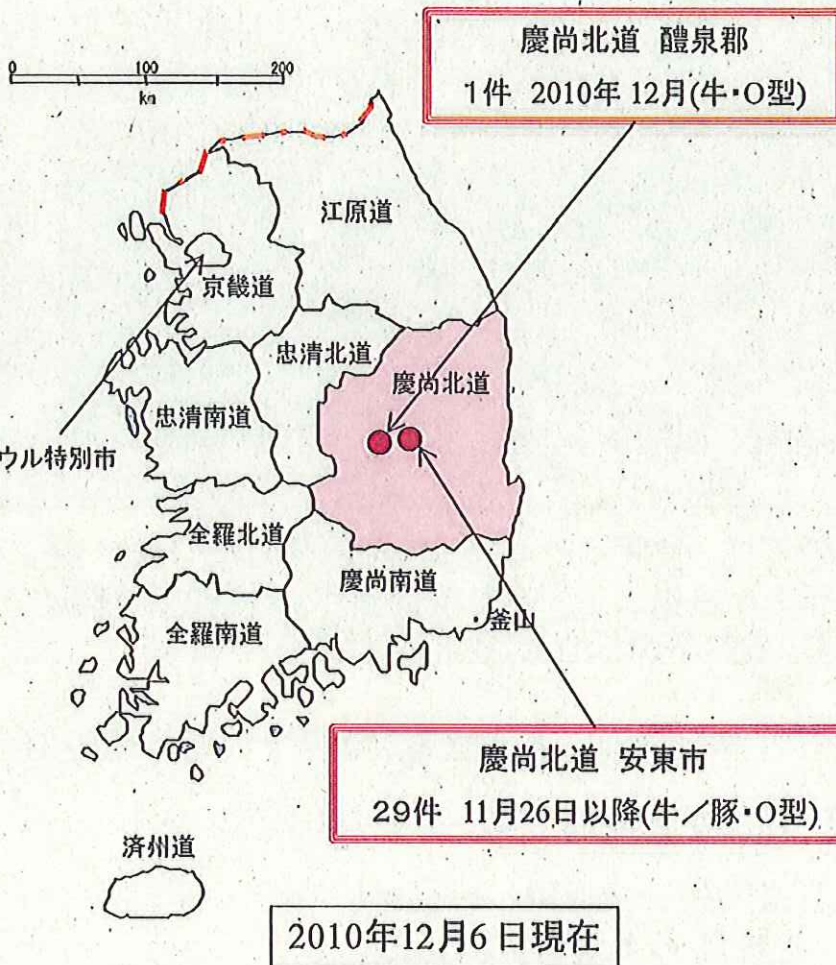 慶尚北道 醴泉郡
1件 2010年12月(牛・O型)
0 100 200
km
江原道
京畿道
忠清北道
慶尚北道
忠清南道
ウル特別市
全羅北道
慶尚南道
全羅南道
釜山
慶尚北道 安東市
29件 11月26日以降(牛／豚・O型)
済州道
2010年12月6日現在